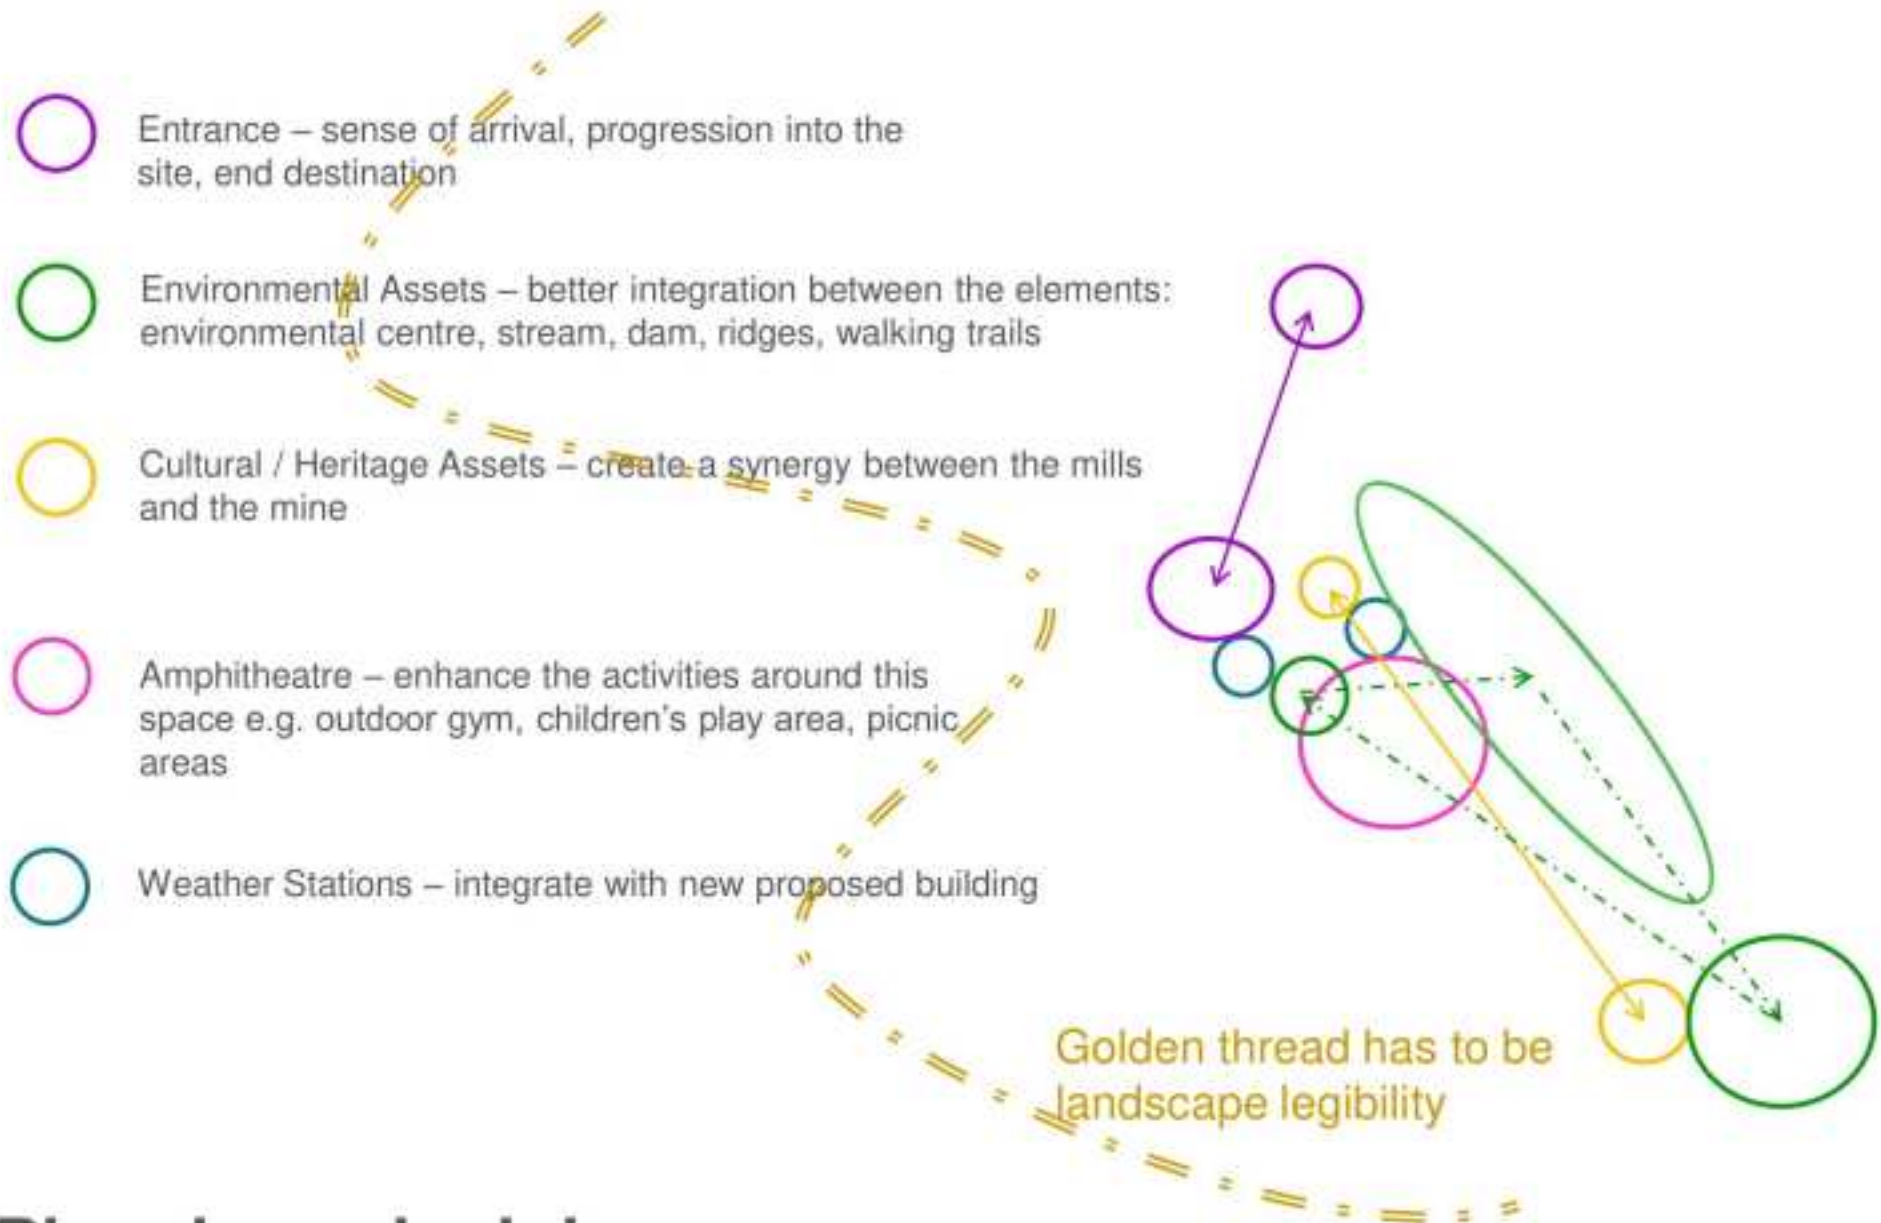 Entrance – sense of arrival, progression into the
site, end destination
Environmental Assets – better integration between the elements:
environmental centre, stream, dam, ridges, walking trails
Cultural / Heritage Assets – create a synergy between the mills
and the mine
Amphitheatre – enhance the activities around this
space e.g. outdoor gym, children's play area, picnic
areas
Weather Stations – integrate with new proposed building
Golden thread has to be
landscape legibility